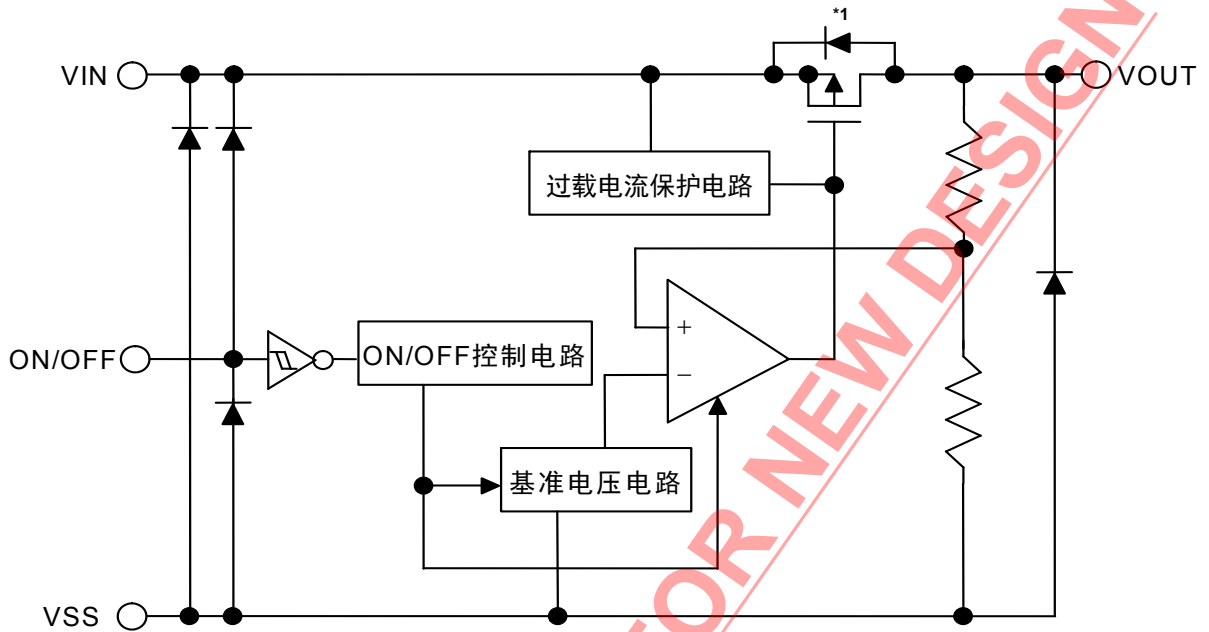 *1
VIN
VOUT
过载电流保护电路
+
−
ON/OFF
ON/OFF控制电路
基准电压电路
VSS
FOR NEW DESIGN